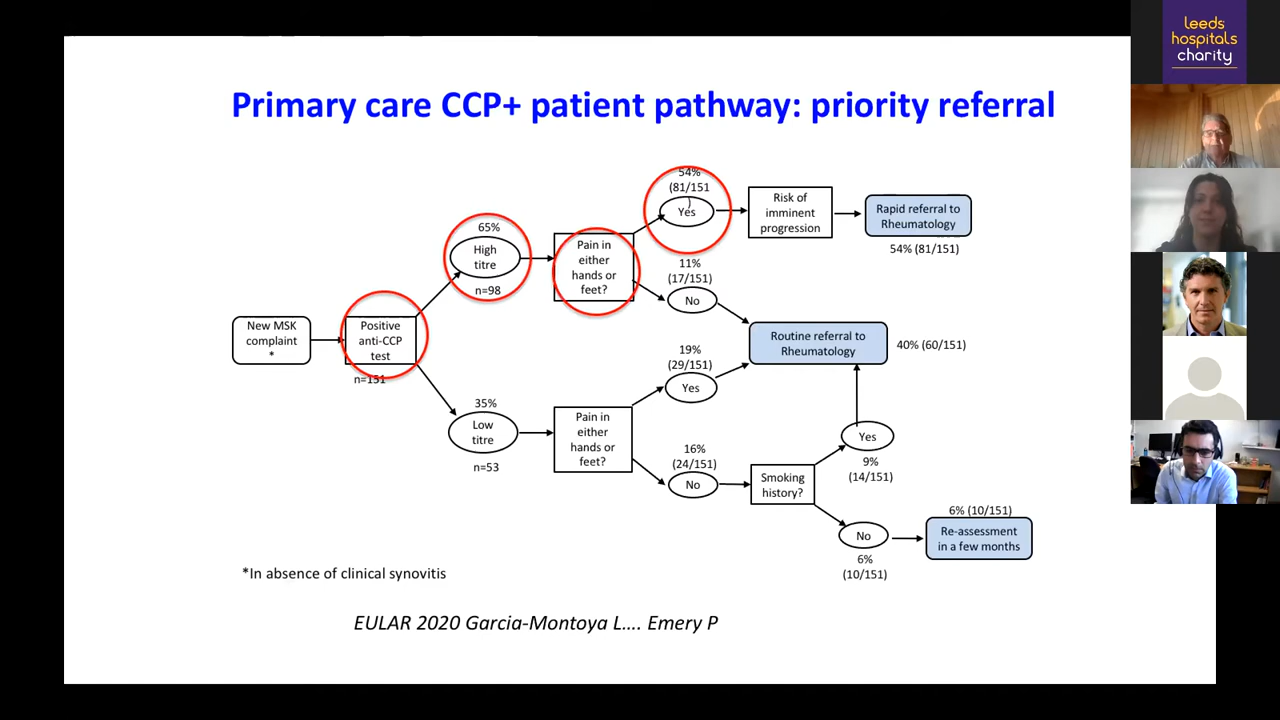 leeds
hospitals
charity
Primary care CCP+ patient pathway: priority referral
New MSK
complaint
*
Positive
anti-CCP
test
n=151
65%
High
titre
n=98
Pain in
either
hands or
feet?
54%
(81/151
)
Yes
Risk of
imminent
progression
Rapid referral to
Rheumatology
54% (81/151)
11%
(17/151)
No
Routine referral to
Rheumatology
40% (60/151)
35%
Low
titre
n=53
Pain in
either
hands or
feet?
19%
(29/151)
Yes
16%
(24/151)
No
Smoking
history?
Yes
9%
(14/151)
No
6%
(10/151)
6% (10/151)
Re-assessment
in a few months
*In absence of clinical synovitis
EULAR 2020 Garcia-Montoya L.... Emery P